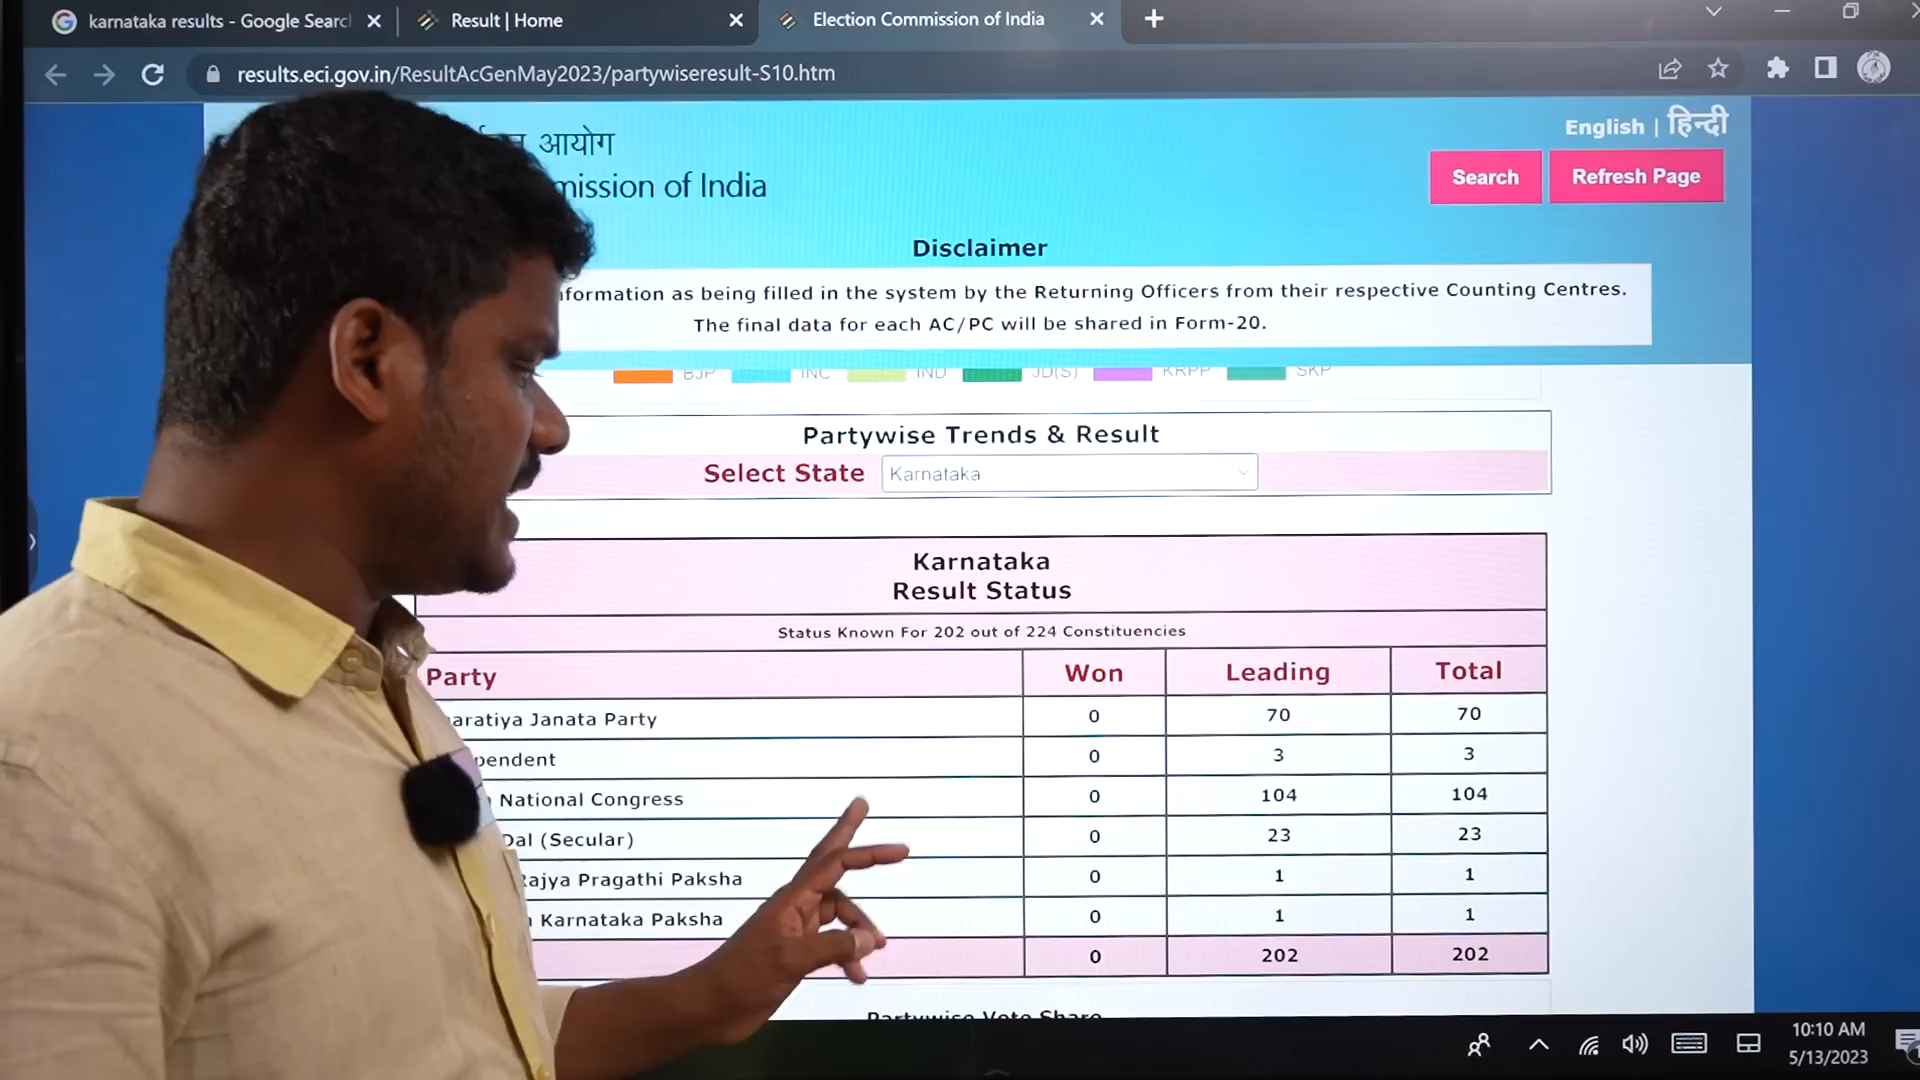 karnataka results - Google Searc
Result | Home
Election Commission of India
results.eci.gov.in/ResultAcGenMay2023/partywiseresult-S10.htm
आयोग
mission of India
English | हिन्दी
Search
Refresh Page
Disclaimer
formation as being filled in the system by the Returning Officers from their respective Counting Centres.
The final data for each AC/PC will be shared in Form-20.
BJP INC IND JD(S) KRPP SKP
Partywise Trends & Result
Select State Karnataka
Karnataka
Result Status
Status Known For 202 out of 224 Constituencies
Party Won Leading Total
aratiya Janata Party 0 70 70
pendent 0 3 3
National Congress 0 104 104
Dal (Secular) 0 23 23
Rajya Pragathi Paksha 0 1 1
Karnataka Paksha 0 1 1
0 202 202
Partywise Vote Share
10:10 AM
5/13/2023